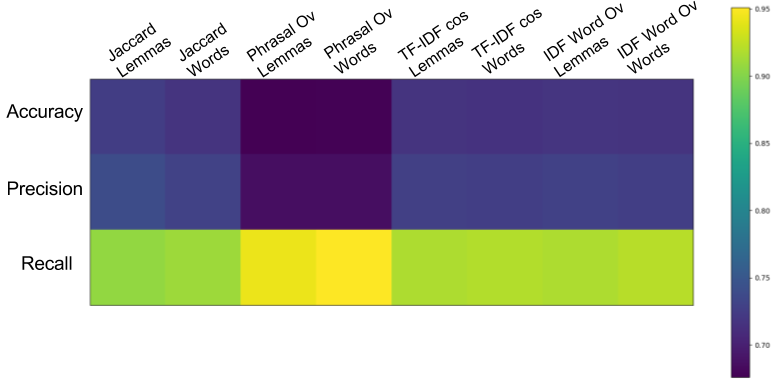 Jaccard Lemmas
Jaccard Words
Phrasal Ov Lemmas
Phrasal Ov Words
TF-IDF cos Lemmas
TF-IDF cos Words
IDF Word Ov Lemmas
IDF Word Ov Words
Accuracy
Precision
Recall
0.95
0.90
0.85
0.80
0.75
0.70